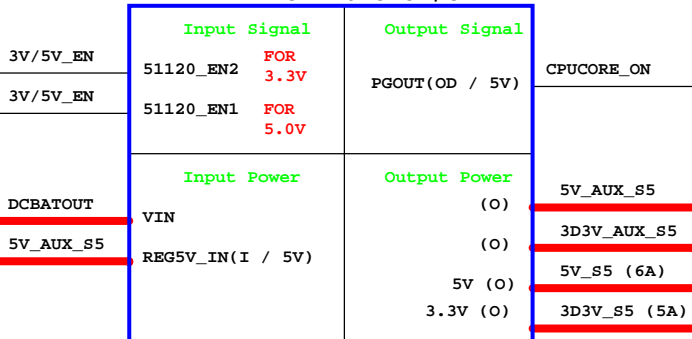 Input Signal
Output Signal
3V/5V_EN
51120_EN2
FOR
3.3V
PGOUT(OD / 5V)
CPUCORE_ON
3V/5V_EN
51120_EN1
FOR
5.0V
Input Power
Output Power
DCBATOUT
VIN
(O)
5V_AUX_S5
5V_AUX_S5
REG5V_IN(I / 5V)
(O)
3D3V_AUX_S5
5V (O)
5V_S5 (6A)
3.3V (O)
3D3V_S5 (5A)